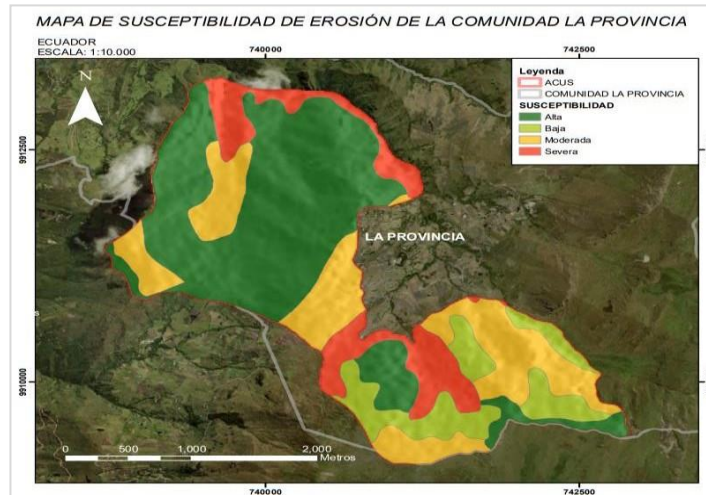 MAPA DE SUSCEPTIBILIDAD DE EROSIÓN DE LA COMUNIDAD LA PROVINCIA
ECUADOR
ESCALA: 1:10.000
740000
742500
N
Leyenda
ACUS
COMUNIDAD LA PROVINCIA
SUSCEPTIBILIDAD
Alta
Baja
Moderada
Severa
9912500
9912500
LA PROVINCIA
9910000
9910000
0 500 1,000 2,000
Metros
740000
742500